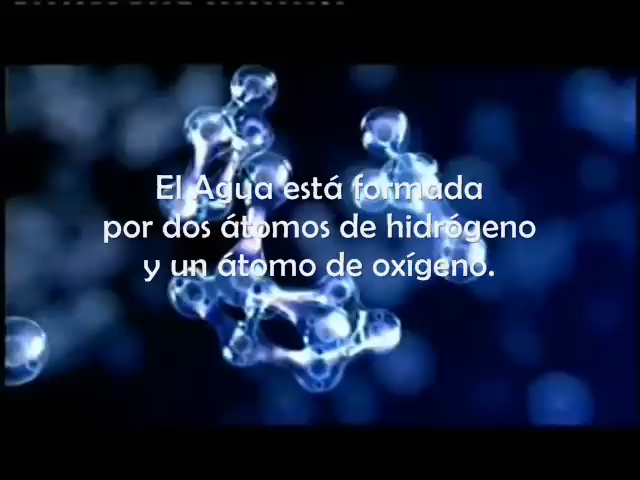 El Agua está formada
por dos átomos de hidrógeno
y un átomo de oxígeno.